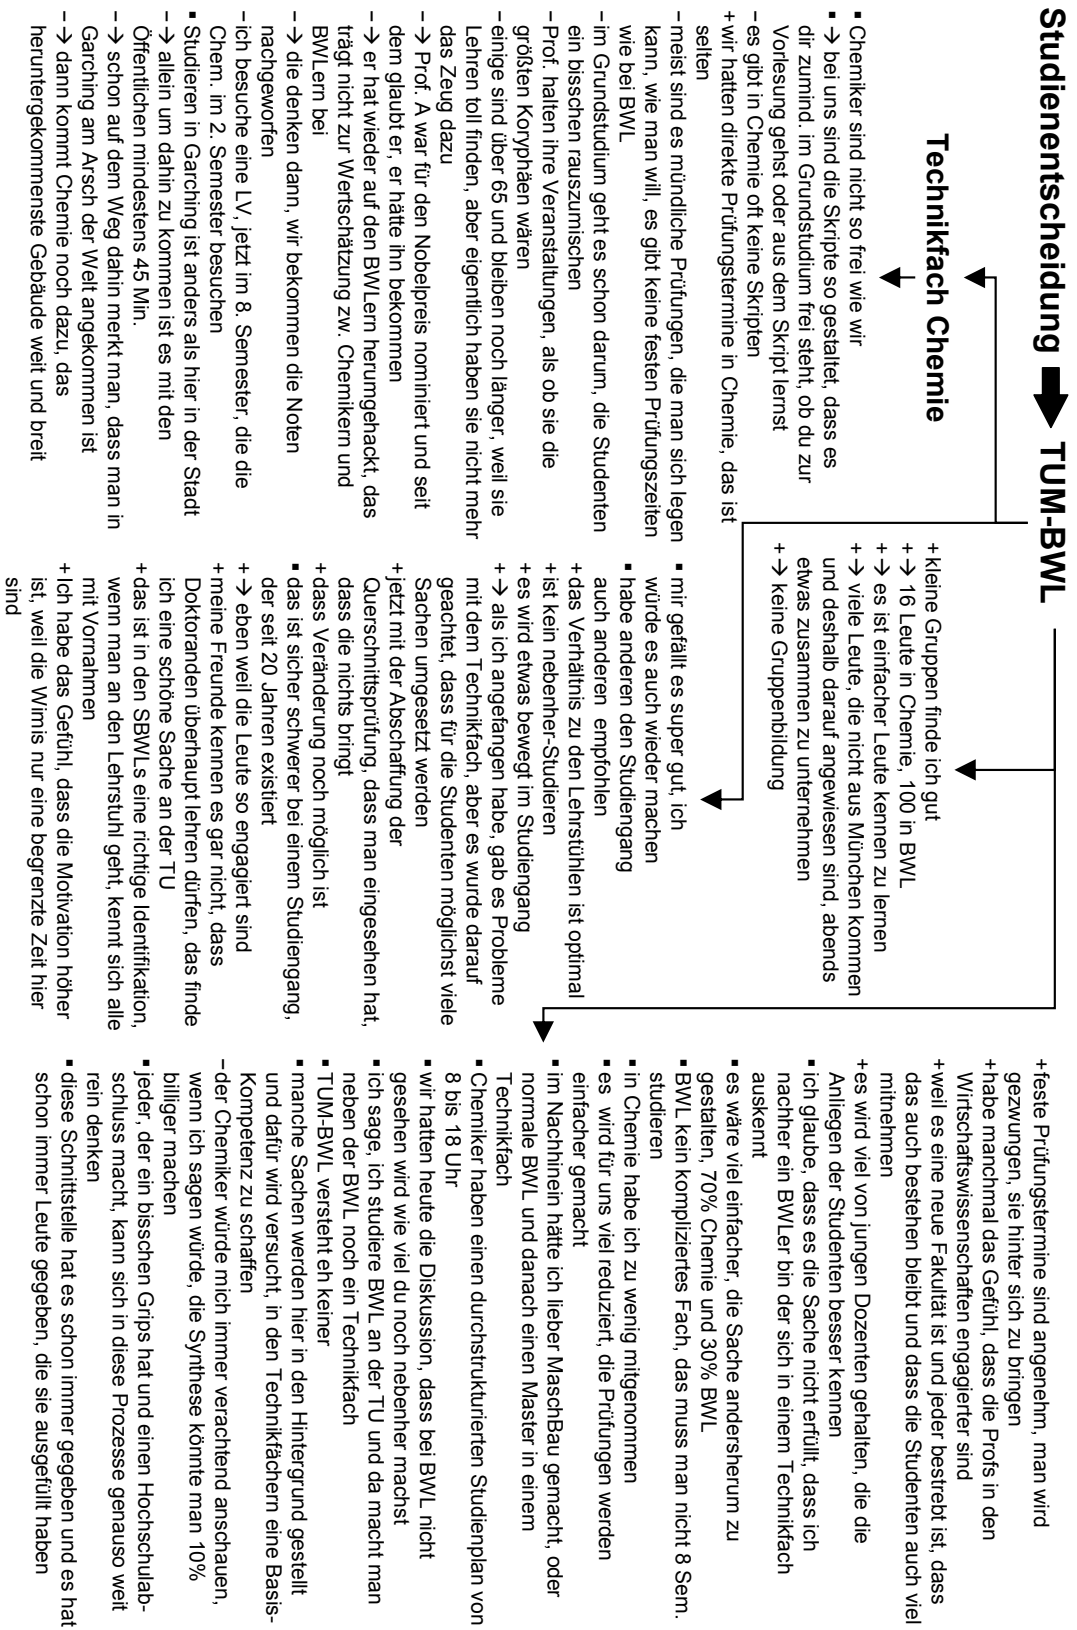 Studienentscheidung ➡ TUM-BWL
Technikfach Chemie
▪ Chemiker sind nicht so frei wie wir
▪ → bei uns sind die Skripte so gestaltet, dass es
dir zumind. im Grundstudium frei steht, ob du zur
Vorlesung gehst oder aus dem Skript lernst
– es gibt in Chemie oft keine Skripten
+ wir hatten direkte Prüfungstermine in Chemie, das ist
selten
– meist sind es mündliche Prüfungen, die man sich legen
kann, wie man will, es gibt keine festen Prüfungszeiten
wie bei BWL
– im Grundstudium geht es schon darum, die Studenten
ein bisschen rauszumischen
– Prof. halten ihre Veranstaltungen, als ob sie die
größten Koryphäen wären
– einige sind über 65 und bleiben noch länger, weil sie
Lehren toll finden, aber eigentlich haben sie nicht mehr
das Zeug dazu
– → Prof. A war für den Nobelpreis nominiert und seit
dem glaubt er, er hätte ihn bekommen
– → er hat wieder auf den BWLern herumgehackt, das
trägt nicht zur Wertschätzung zw. Chemikern und
BWLern bei
– → die denken dann, wir bekommen die Noten
nachgeworfen
– ich besuche eine LV, jetzt im 8. Semester, die die
Chem. im 2. Semester besuchen
▪ Studieren in Garching ist anders als hier in der Stadt
– → allein um dahin zu kommen ist es mit den
Öffentlichen mindestens 45 Min.
– → schon auf dem Weg dahin merkt man, dass man in
Garching am Arsch der Welt angekommen ist
– → dann kommt Chemie noch dazu, das
heruntergekommenste Gebäude weit und breit
+ kleine Gruppen finde ich gut
+ → 16 Leute in Chemie, 100 in BWL
+ → es ist einfacher Leute kennen zu lernen
+ → viele Leute, die nicht aus München kommen
und deshalb darauf angewiesen sind, abends
etwas zusammen zu unternehmen
+ → keine Gruppenbildung
▪ mir gefällt es super gut, ich
würde es auch wieder machen
▪ habe anderen den Studiengang
auch anderen empfohlen
+ das Verhältnis zu den Lehrstühlen ist optimal
+ ist kein nebenher-Studieren
+ es wird etwas bewegt im Studiengang
+ → als ich angefangen habe, gab es Probleme
mit dem Technikfach, aber es wurde darauf
geachtet, dass für die Studenten möglichst viele
Sachen umgesetzt werden
+ jetzt mit der Abschaffung der
Querschnittsprüfung, dass man eingesehen hat,
dass die nichts bringt
+ dass Veränderung noch möglich ist
▪ das ist sicher schwerer bei einem Studiengang,
der seit 20 Jahren existiert
+ → eben weil die Leute so engagiert sind
+ meine Freunde kennen es gar nicht, dass
Doktoranden überhaupt lehren dürfen, das finde
ich eine schöne Sache an der TU
+ das ist in den SBWLs eine richtige Identifikation,
wenn man an den Lehrstuhl geht, kennt sich alle
mit Vornahmen
+ Ich habe das Gefühl, dass die Motivation höher
ist, weil die Wimis nur eine begrenzte Zeit hier
sind
+ feste Prüfungstermine sind angenehm, man wird
gezwungen, sie hinter sich zu bringen
+ habe manchmal das Gefühl, dass die Profs in den
Wirtschaftswissenschaften engagierter sind
+ weil es eine neue Fakultät ist und jeder bestrebt ist, dass
das auch bestehen bleibt und dass die Studenten auch viel
mitnehmen
+ es wird viel von jungen Dozenten gehalten, die die
Anliegen der Studenten besser kennen
▪ ich glaube, dass es die Sache nicht erfüllt, dass ich
nachher ein BWLer bin der sich in einem Technikfach
auskennt
▪ es wäre viel einfacher, die Sache andersherum zu
gestalten, 70% Chemie und 30% BWL
▪ BWL kein kompliziertes Fach, das muss man nicht 8 Sem.
studieren
▪ in Chemie habe ich zu wenig mitgenommen
▪ es wird für uns viel reduziert, die Prüfungen werden
einfacher gemacht
▪ im Nachhinein hätte ich lieber MaschBau gemacht, oder
normale BWL und danach einen Master in einem
Technikfach
▪ Chemiker haben einen durchstrukturierten Studienplan von
8 bis 18 Uhr
▪ wir hatten heute die Diskussion, dass bei BWL nicht
gesehen wird wie viel du noch nebenher machst
▪ ich sage, ich studiere BWL an der TU und da macht man
neben der BWL noch ein Technikfach
▪ TUM-BWL versteht eh keiner
▪ manche Sachen werden hier in den Hintergrund gestellt
und dafür wird versucht, in den Technikfächern eine Basis-
Kompetenz zu schaffen
– der Chemiker würde mich immer verachtend anschauen,
wenn ich sagen würde, die Synthese könnte man 10%
billiger machen
▪ jeder, der ein bisschen Grips hat und einen Hochschulab-
schluss macht, kann sich in diese Prozesse genauso weit
rein denken
▪ diese Schnittstelle hat es schon immer gegeben und es hat
schon immer Leute gegeben, die sie ausgefüllt haben